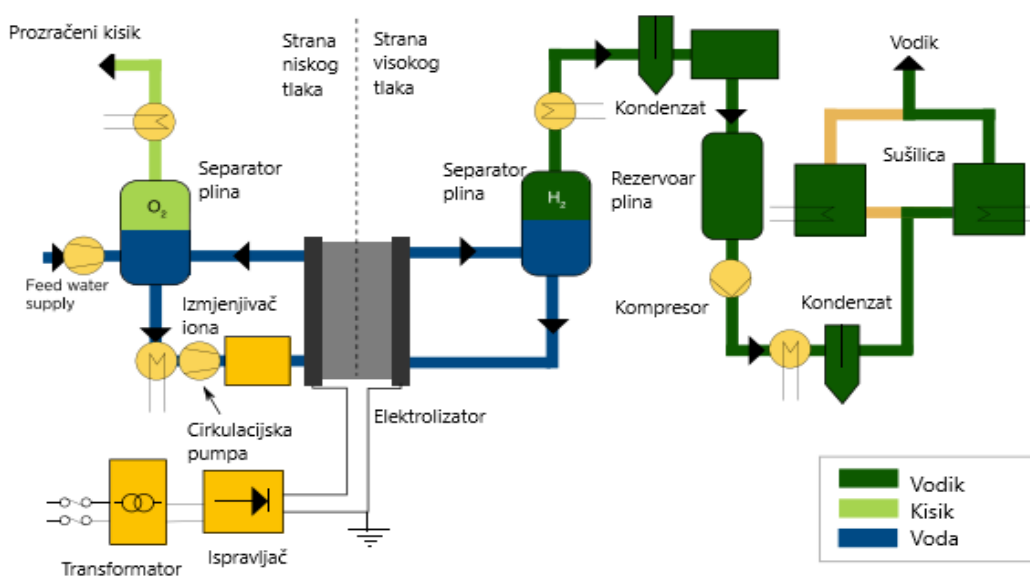 Prozračeni kisik
Strana
niskog
tlaka
Strana
visokog
tlaka
Vodik
Kondenzat
Separator
plina
Separator
plina
Rezervoar
plina
Sušilica
O2
H2
Feed water
supply
Izmjenjivač
iona
Kompresor
Kondenzat
Cirkulacijska
pumpa
Elektrolizator
Transformator
Ispravljač
Vodik
Kisik
Voda